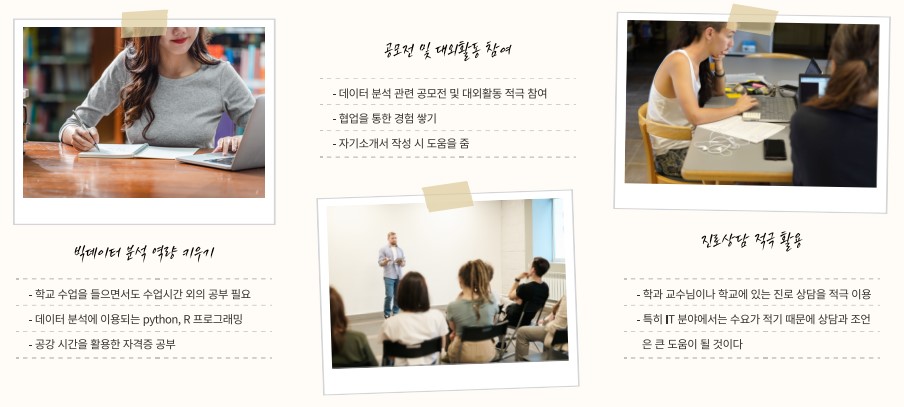 공모전 및 대외활동 참여
- 데이터 분석 관련 공모전 및 대외활동 적극 참여
- 협업을 통한 경험 쌓기
- 자기소개서 작성 시 도움을 줌
빅데이터 분석 역량 키우기
- 학교 수업을 들으면서도 수업시간 외의 공부 필요
- 데이터 분석에 이용되는 python, R 프로그래밍
- 공강 시간을 활용한 자격증 공부
진로상담 적극 활용
- 학과 교수님이나 학교에 있는 진로 상담을 적극 이용
- 특히 IT 분야에서는 수요가 적기 때문에 상담과 조언
은 큰 도움이 될 것이다